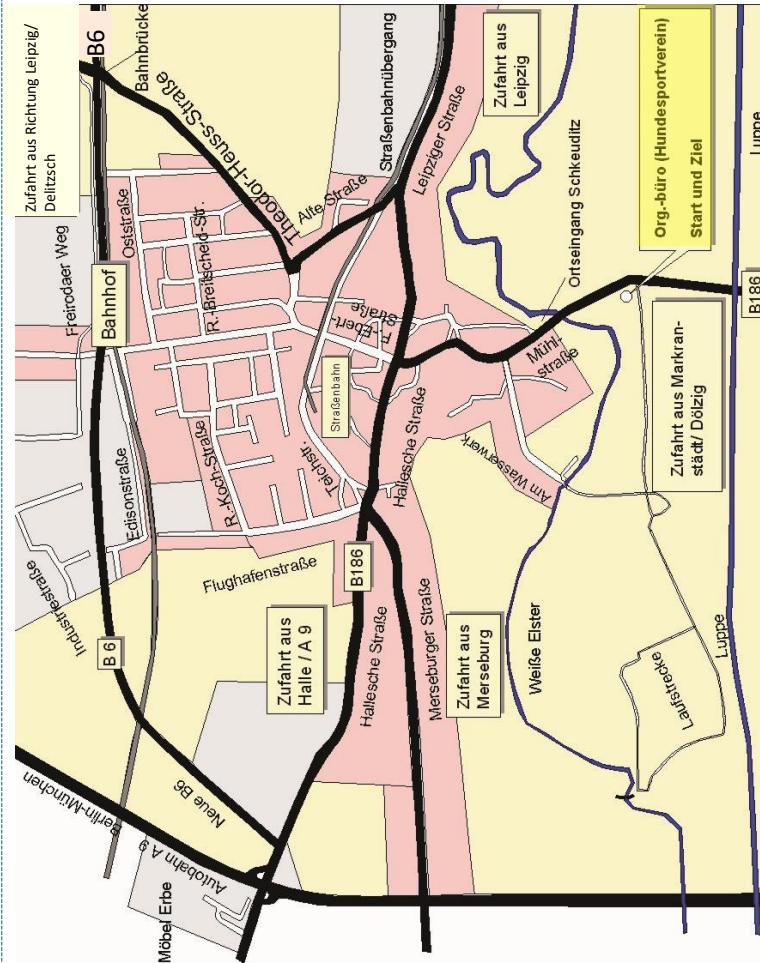 Zufahrt aus Richtung Leipzig/
Delitzsch
B6
Bahnbrücke
Theodor-Heuss-Straße
Straßenbahnübergang
Zufahrt aus
Leipzig
Org.-büro (Hundesportverein)
Start und Ziel
Luppe
Freirodaer Weg
Bahnhof
Oststraße
R.-Breitscheid-Str.
Alte Straße
Leipziger Straße
Ortseingang Schkeuditz
B186
F.-Ebert-
Straße
Straßenbahn
Mühl-
straße
Zufahrt aus Markran-
städt/ Dölzig
Edisonstraße
R.-Koch-Straße
Teichstr.
Hallesche Straße
Am Wasserwerk
Industriestraße
Flughafenstraße
B186
B 6
Zufahrt aus
Halle / A 9
Hallesche Straße
Merseburger Straße
Zufahrt aus
Merseburg
Weiße Elster
Laufstrecke
Luppe
Neue B6
Berlin-München
Autobahn A 9
Möbel Erbe